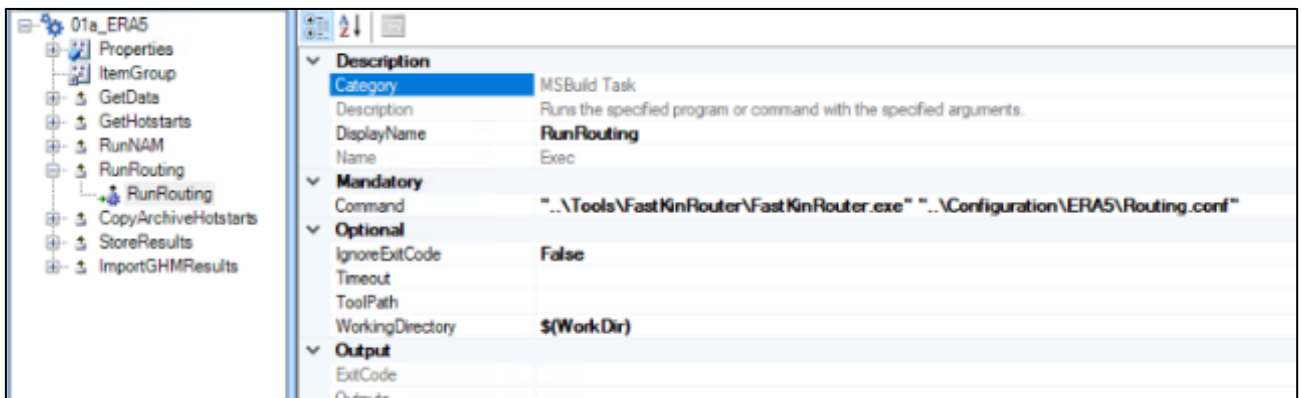 01a_ERA5
Properties
ItemGroup
GetData
GetHotstarts
RunNAM
RunRouting
RunRouting
CopyArchiveHotstarts
StoreResults
ImportGHMResults
Description
Category MSBuild Task
Description Runs the specified program or command with the specified arguments.
DisplayName RunRouting
Name Exec
Mandatory
Command "..\Tools\FastKinRouter\FastKinRouter.exe" "..\Configuration\ERA5\Routing.conf"
Optional
IgnoreExitCode False
Timeout
ToolPath
WorkingDirectory $(WorkDir)
Output
ExitCode